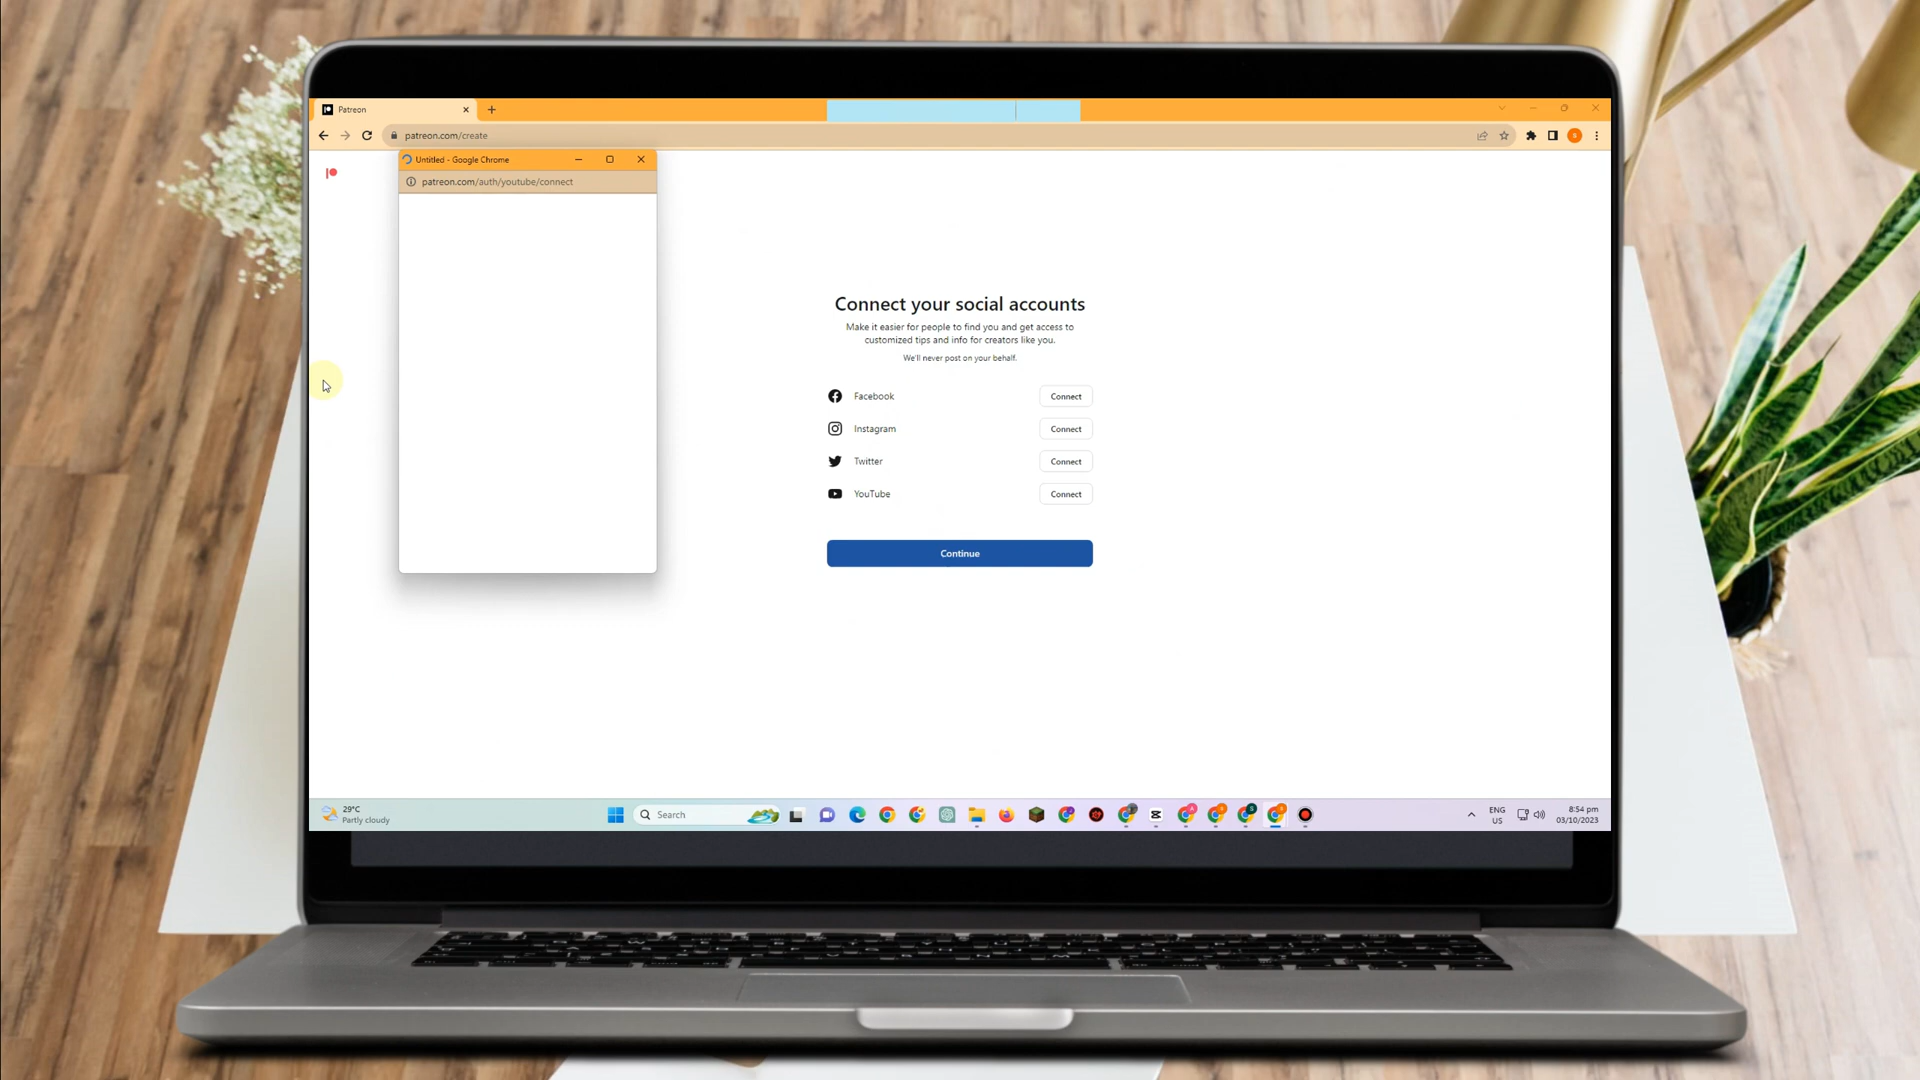 Patreon
patreon.com/create
Untitled - Google Chrome
patreon.com/auth/youtube/connect
Connect your social accounts
Make it easier for people to find you and get access to
customized tips and info for creators like you.
We'll never post on your behalf.
Facebook Connect
Instagram Connect
Twitter Connect
YouTube Connect
Continue
29°C
Partly cloudy
Search
ENG
US
8:54 pm
03/10/2023